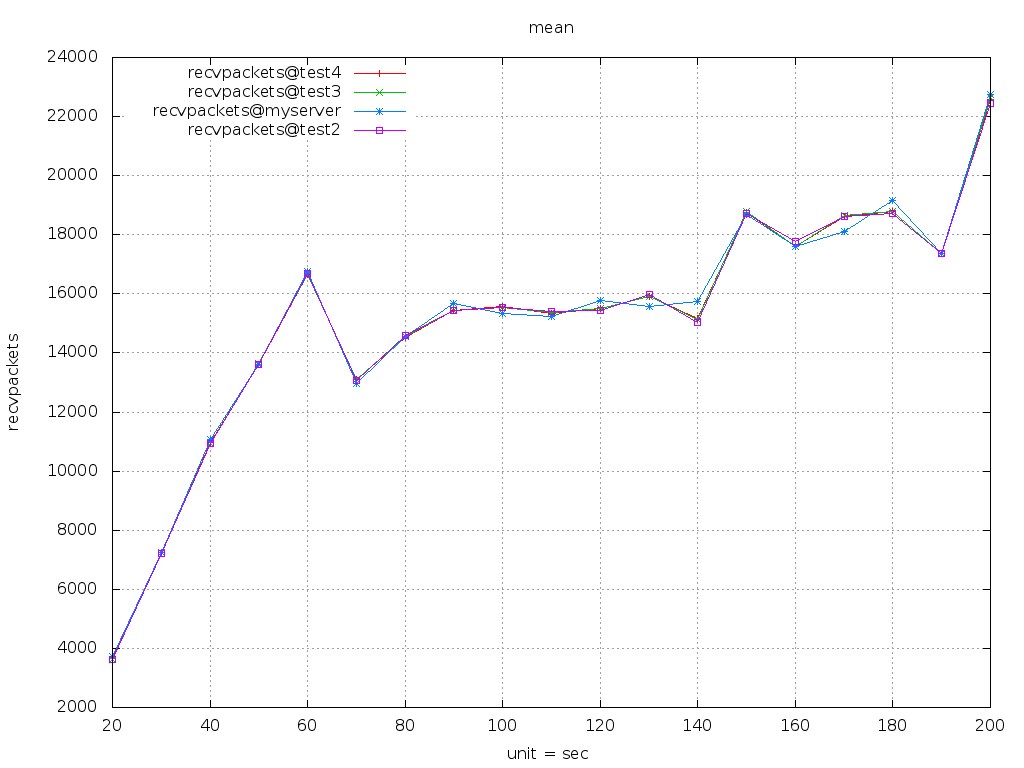 mean
24000
22000
20000
18000
16000
14000
12000
10000
8000
6000
4000
2000
recvpackets
recvpackets@test4
recvpackets@test3
recvpackets@myserver
recvpackets@test2
20 40 60 80 100 120 140 160 180 200
unit = sec